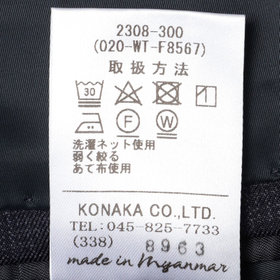 2308-300
(020-WT-F8567)
取扱方法
30
F W
洗濯ネット使用
弱く絞る
あて布使用
KONAKA CO.,LTD.
TEL:045-825-7733
(338) 8963
made in Myanmar